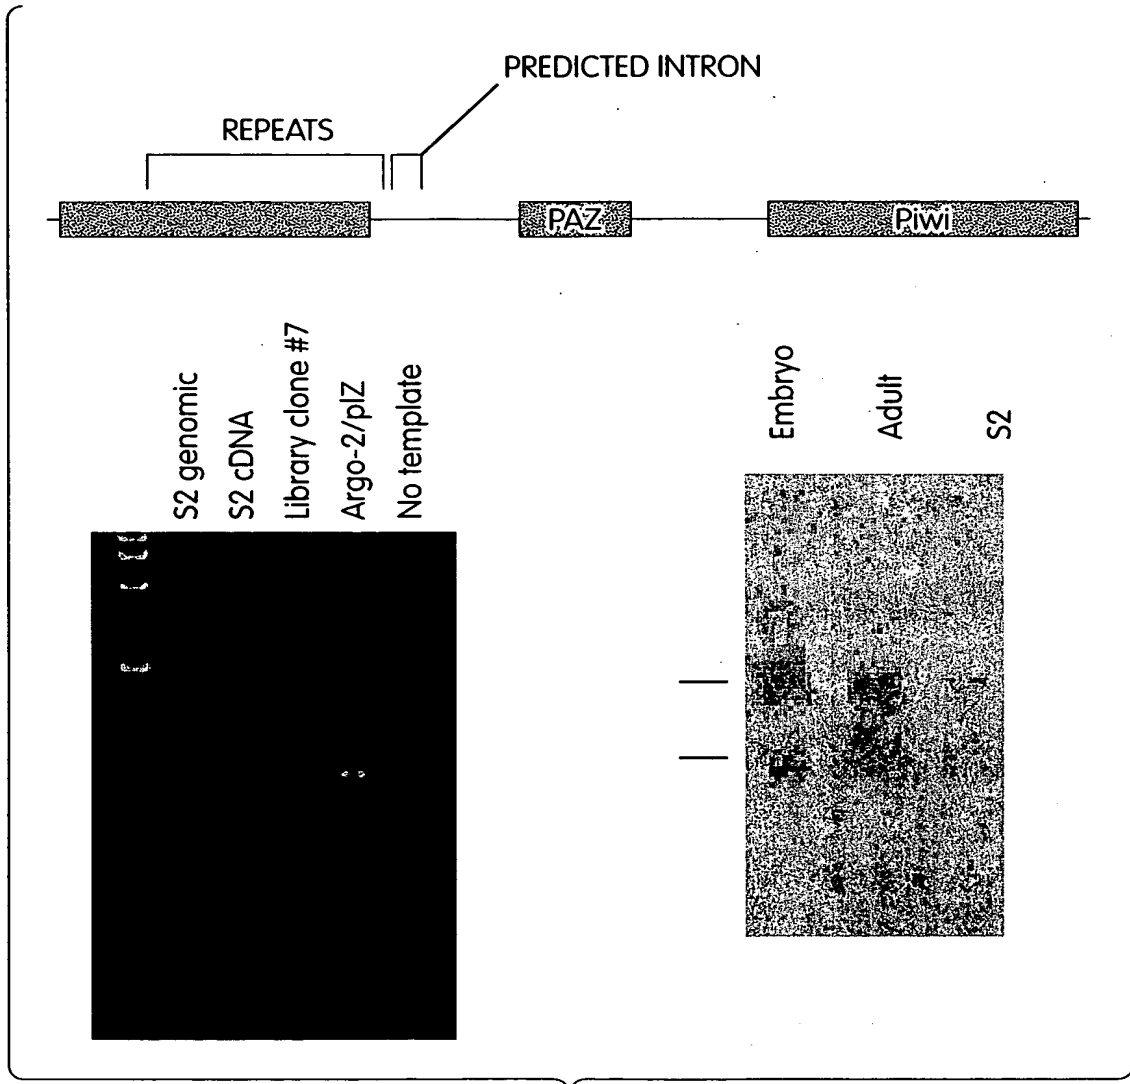 PREDICTED INTRON
REPEATS
PAZ
Piwi
S2 genomic
S2 cDNA
Library clone #7
Argo-2/pIZ
No template
Embryo
Adult
S2